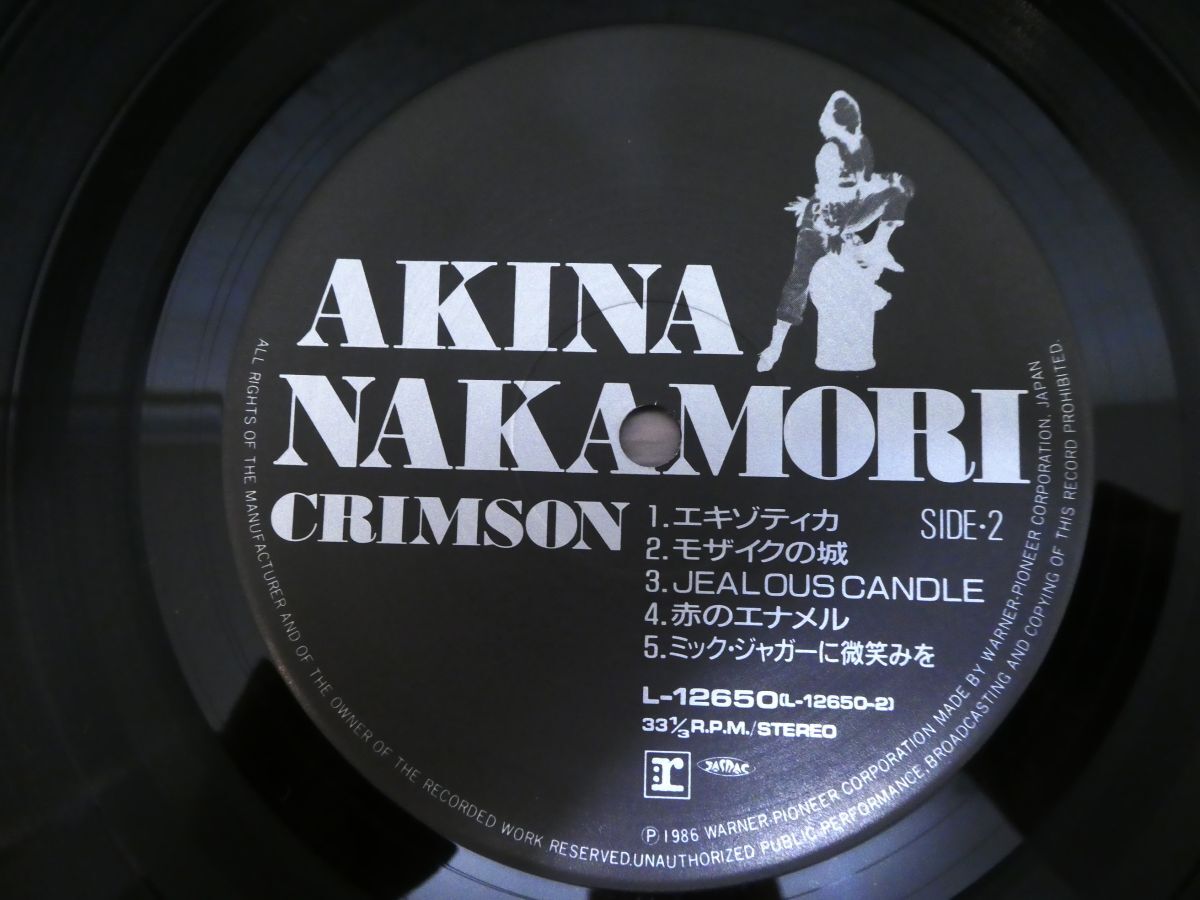 AKINA
NAKAMORI
CRIMSON
SIDE・2
1.エキゾティカ
2.モザイクの城
3.JEALOUS CANDLE
4.赤のエナメル
5.ミック・ジャガーに微笑みを
L-12650(L-12650-2)
33⅓R.P.M./STEREO
r
JASRAC
Ⓟ1986 WARNER-PIONEER CORPORATION MADE BY WARNER-PIONEER CORPORATION, JAPAN
ALL RIGHTS OF THE MANUFACTURER AND OF THE OWNER OF THE RECORDED WORK RESERVED.UNAUTHORIZED PUBLIC PERFORMANCE,BROADCASTING AND COPYING OF THIS RECORD PROHIBITED.